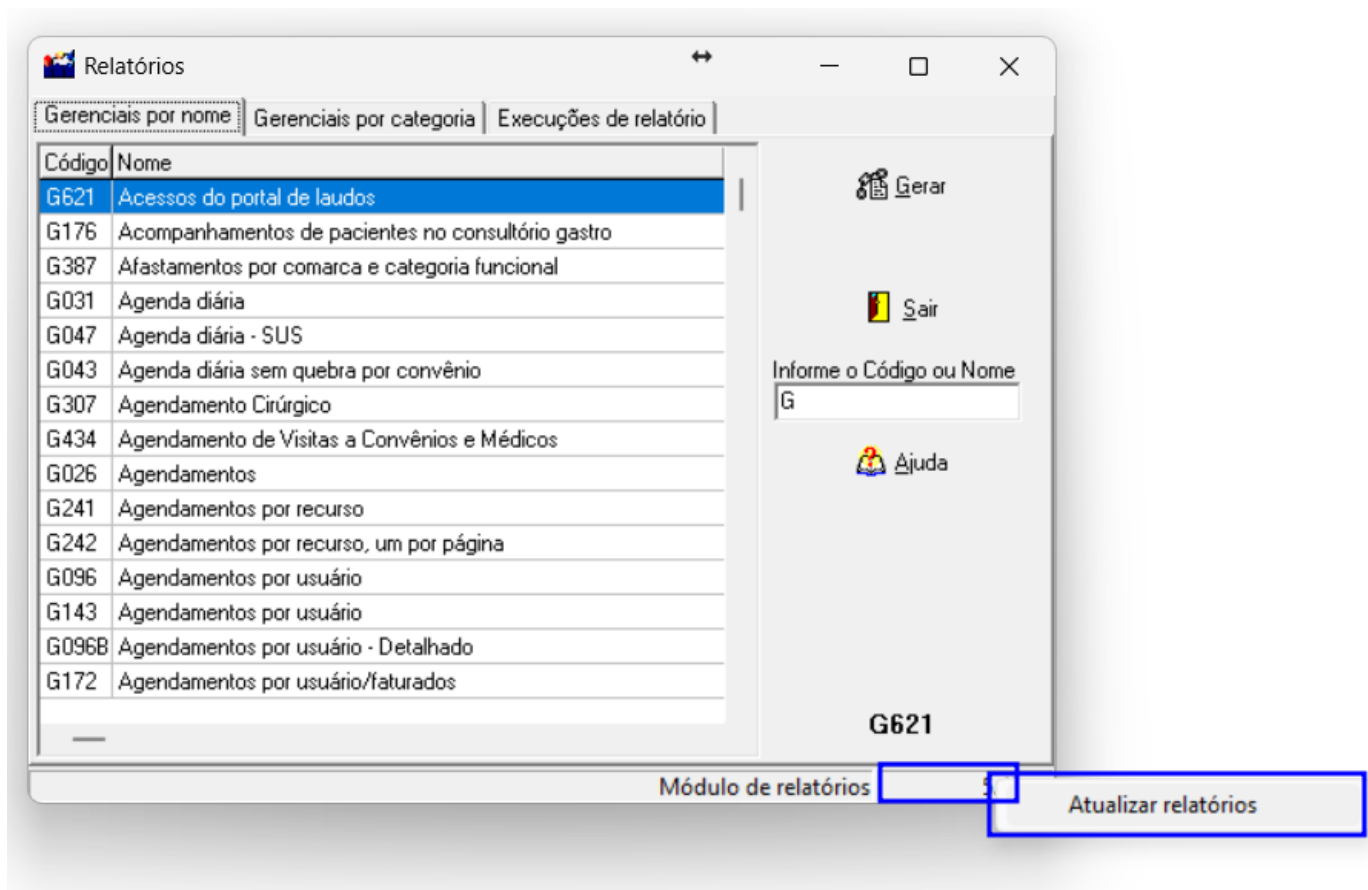 Relatórios
Gerenciais por nome Gerenciais por categoria Execuções de relatório
Código Nome
G621 Acessos do portal de laudos
G176 Acompanhamentos de pacientes no consultório gastro
G387 Afastamentos por comarca e categoria funcional
G031 Agenda diária
G047 Agenda diária - SUS
G043 Agenda diária sem quebra por convênio
G307 Agendamento Cirúrgico
G434 Agendamento de Visitas a Convênios e Médicos
G026 Agendamentos
G241 Agendamentos por recurso
G242 Agendamentos por recurso, um por página
G096 Agendamentos por usuário
G143 Agendamentos por usuário
G096B Agendamentos por usuário - Detalhado
G172 Agendamentos por usuário/faturados
Gerar
Sair
Informe o Código ou Nome
G
Ajuda
G621
Módulo de relatórios
Atualizar relatórios